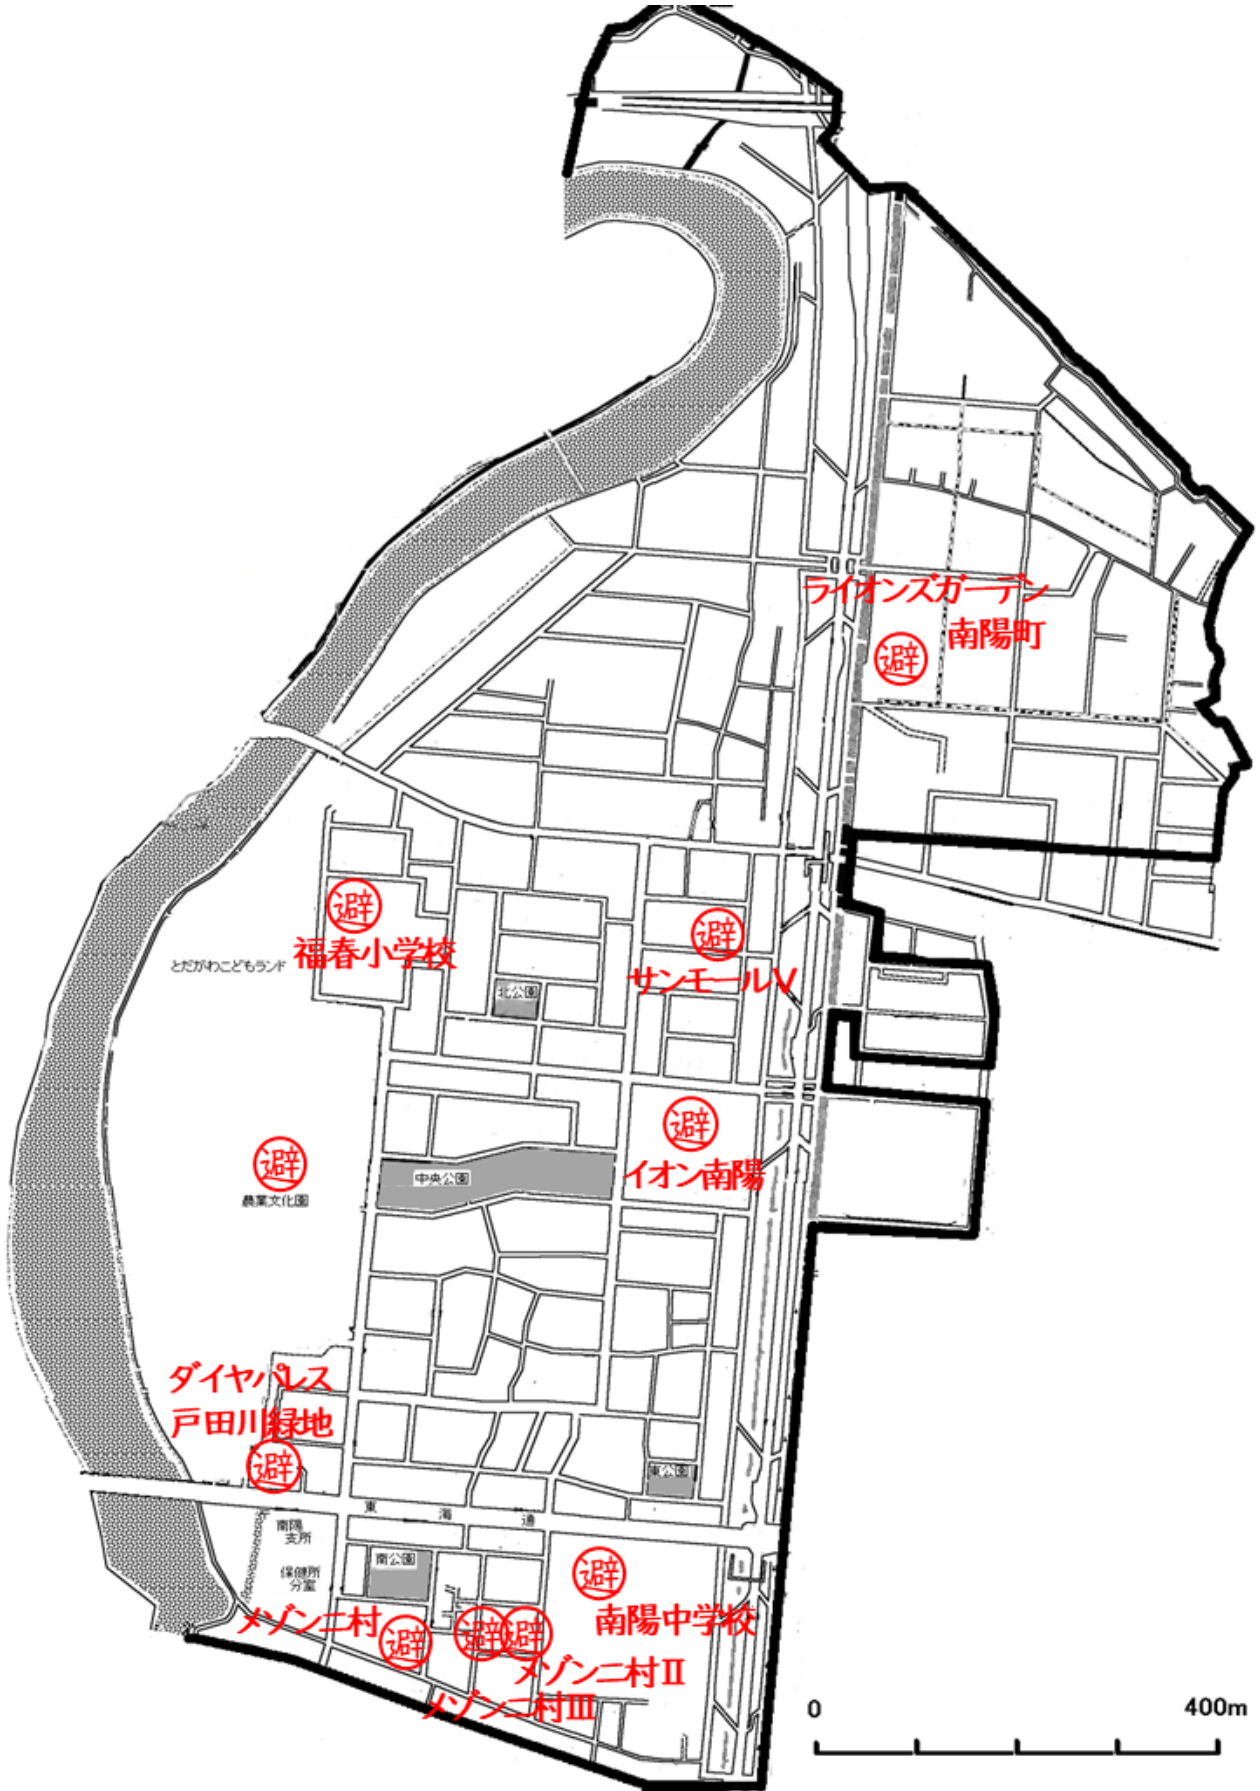 ライオンズガーデン
南陽町
避
避
福春小学校
とだがわこどもランド
避
サンモールV
北公園
避
イオン南陽
避
農業文化園
中央公園
ダイヤパレス
戸田川緑地
避
東公園
東海通
南陽
支所
保健所
分室
南公園
避
南陽中学校
メゾン二村
避
避
避
メゾン二村Ⅱ
メゾン二村Ⅲ
0
400m